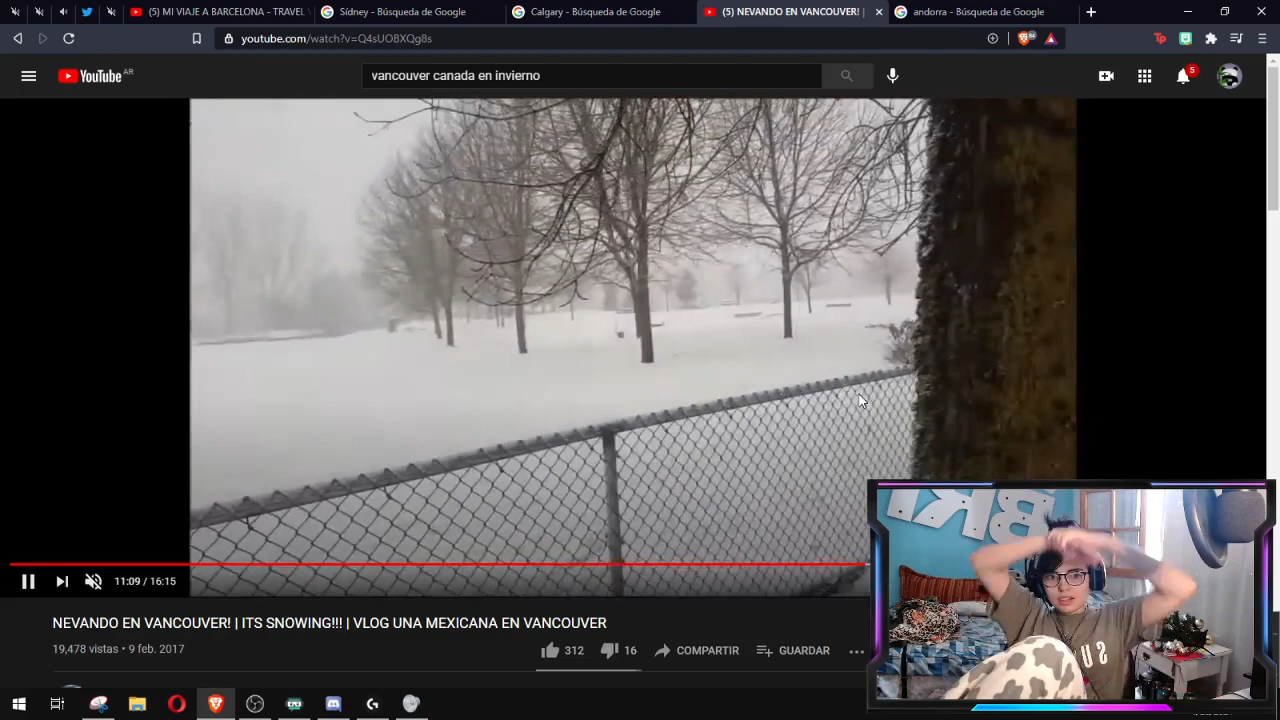 (5) MI VIAJE A BARCELONA - TRAVEL
Sídney - Búsqueda de Google
Calgary - Búsqueda de Google
(5) NEVANDO EN VANCOUVER! |
andorra - Búsqueda de Google
youtube.com/watch?v=Q4sUOBXQg8s
YouTube AR
vancouver canada en invierno
5
11:09 / 16:15
NEVANDO EN VANCOUVER! | ITS SNOWING!!! | VLOG UNA MEXICANA EN VANCOUVER
19,478 vistas • 9 feb. 2017
312
16
COMPARTIR
GUARDAR